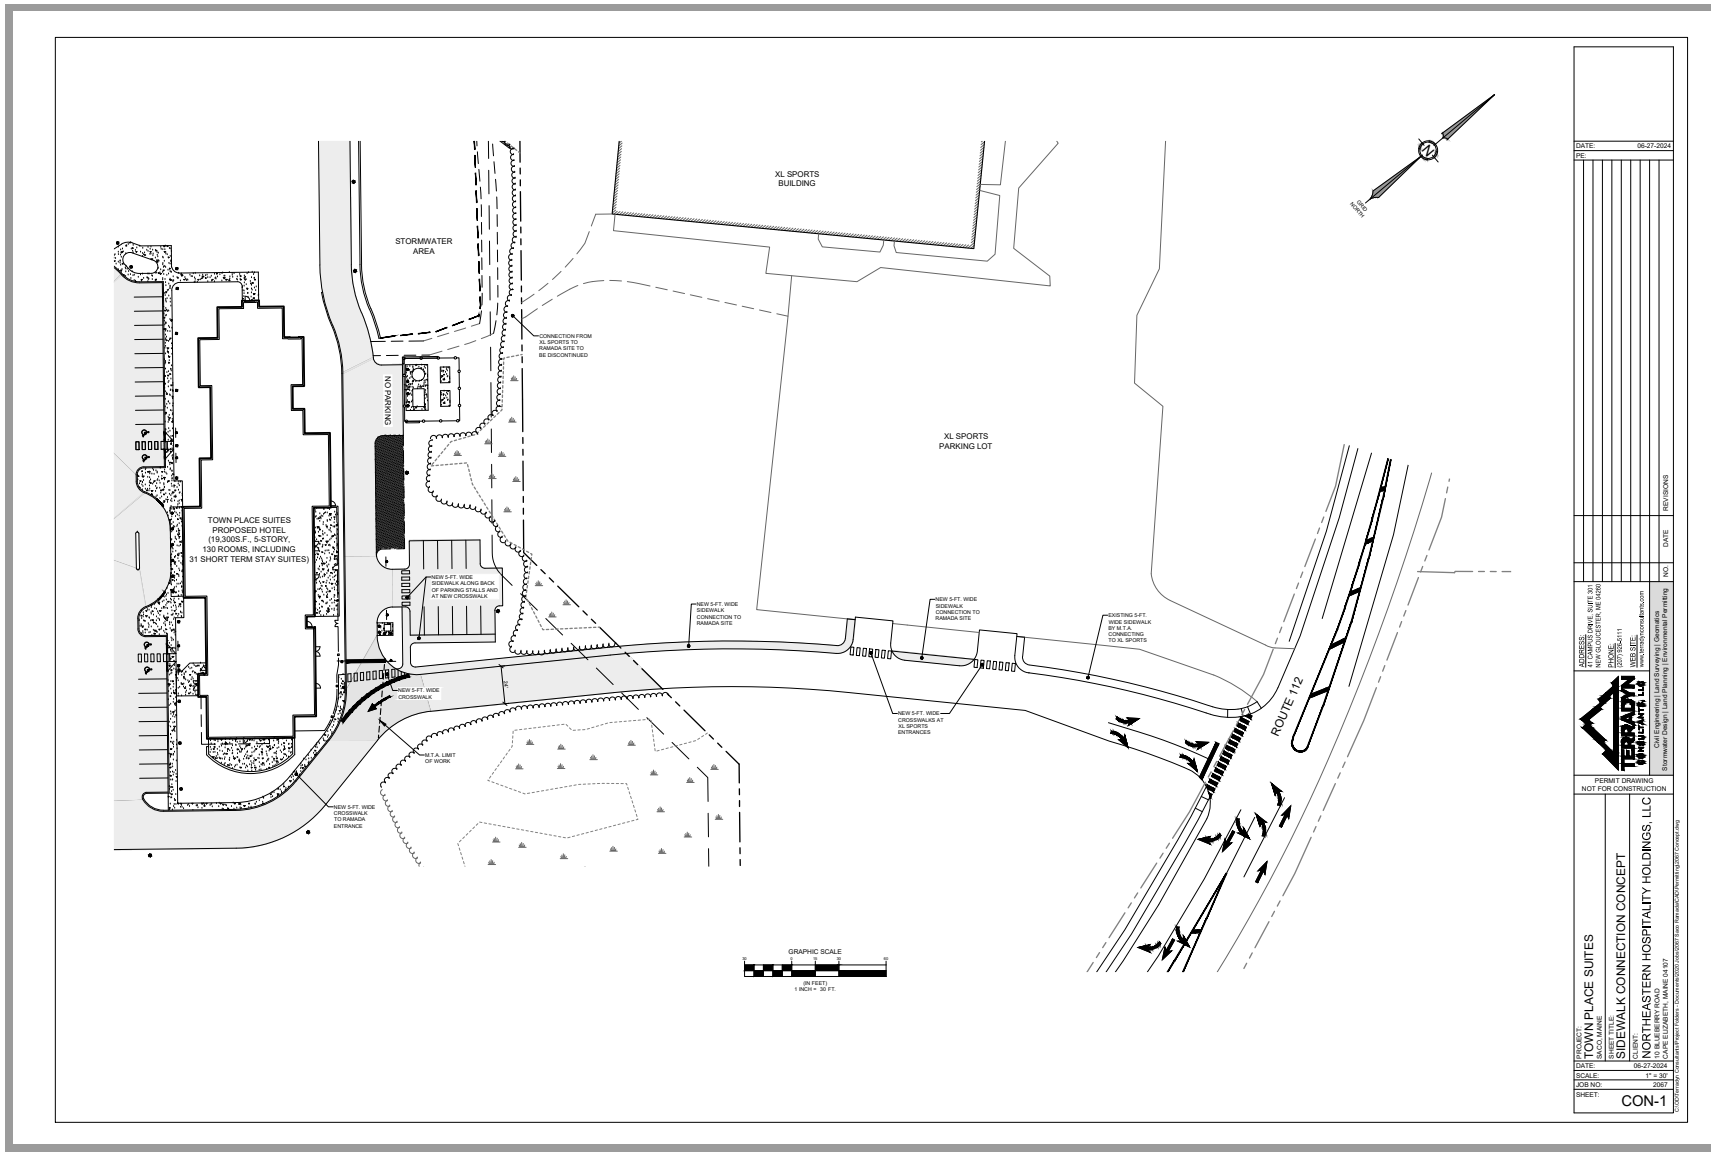 XL SPORTS
BUILDING
STORMWATER
AREA
CONNECTION FROM
XL SPORTS TO
RAMADA SITE TO
BE DISCONTINUED
NO PARKING
XL SPORTS
PARKING LOT
TOWN PLACE SUITES
PROPOSED HOTEL
(19,300S.F., 5-STORY,
130 ROOMS, INCLUDING
31 SHORT TERM STAY SUITES)
NEW 5-FT. WIDE
SIDEWALK ALONG BACK
OF PARKING STALLS AND
AT NEW CROSSWALK
NEW 5-FT. WIDE
SIDEWALK
CONNECTION TO
RAMADA SITE
NEW 5-FT. WIDE
SIDEWALK
CONNECTION TO
RAMADA SITE
EXISTING 5-FT.
WIDE SIDEWALK
BY M.T.A.
CONNECTING
TO XL SPORTS
NEW 5-FT. WIDE
CROSSWALK
NEW 5-FT. WIDE
CROSSWALKS AT
XL SPORTS
ENTRANCES
M.T.A. LIMIT
OF WORK
NEW 5-FT. WIDE
CROSSWALK
TO RAMADA
ENTRANCE
ROUTE 112
N
GRID
NORTH
GRAPHIC SCALE
(IN FEET)
1 INCH = 30 FT.
DATE: 06-27-2024
PE:
REVISIONS
DATE
NO.
ADDRESS:
41 CAMPUS DRIVE, SUITE 301
NEW GLOUCESTER, ME 04260
PHONE:
(207) 926-5111
WEB SITE:
www.terradynconsultants.com
TERRADYN
CONSULTANTS, LLC
Civil Engineering | Land Surveying | Geomatics
Stormwater Design | Land Planning | Environmental Permitting
PERMIT DRAWING
NOT FOR CONSTRUCTION
PROJECT:
TOWN PLACE SUITES
SACO, MAINE
SHEET TITLE:
SIDEWALK CONNECTION CONCEPT
CLIENT:
NORTHEASTERN HOSPITALITY HOLDINGS, LLC
10 BLUEBERRY ROAD
CAPE ELIZABETH, MAINE 04107
DATE: 06-27-2024
SCALE: 1" = 30'
JOB NO: 2067
SHEET: CON-1